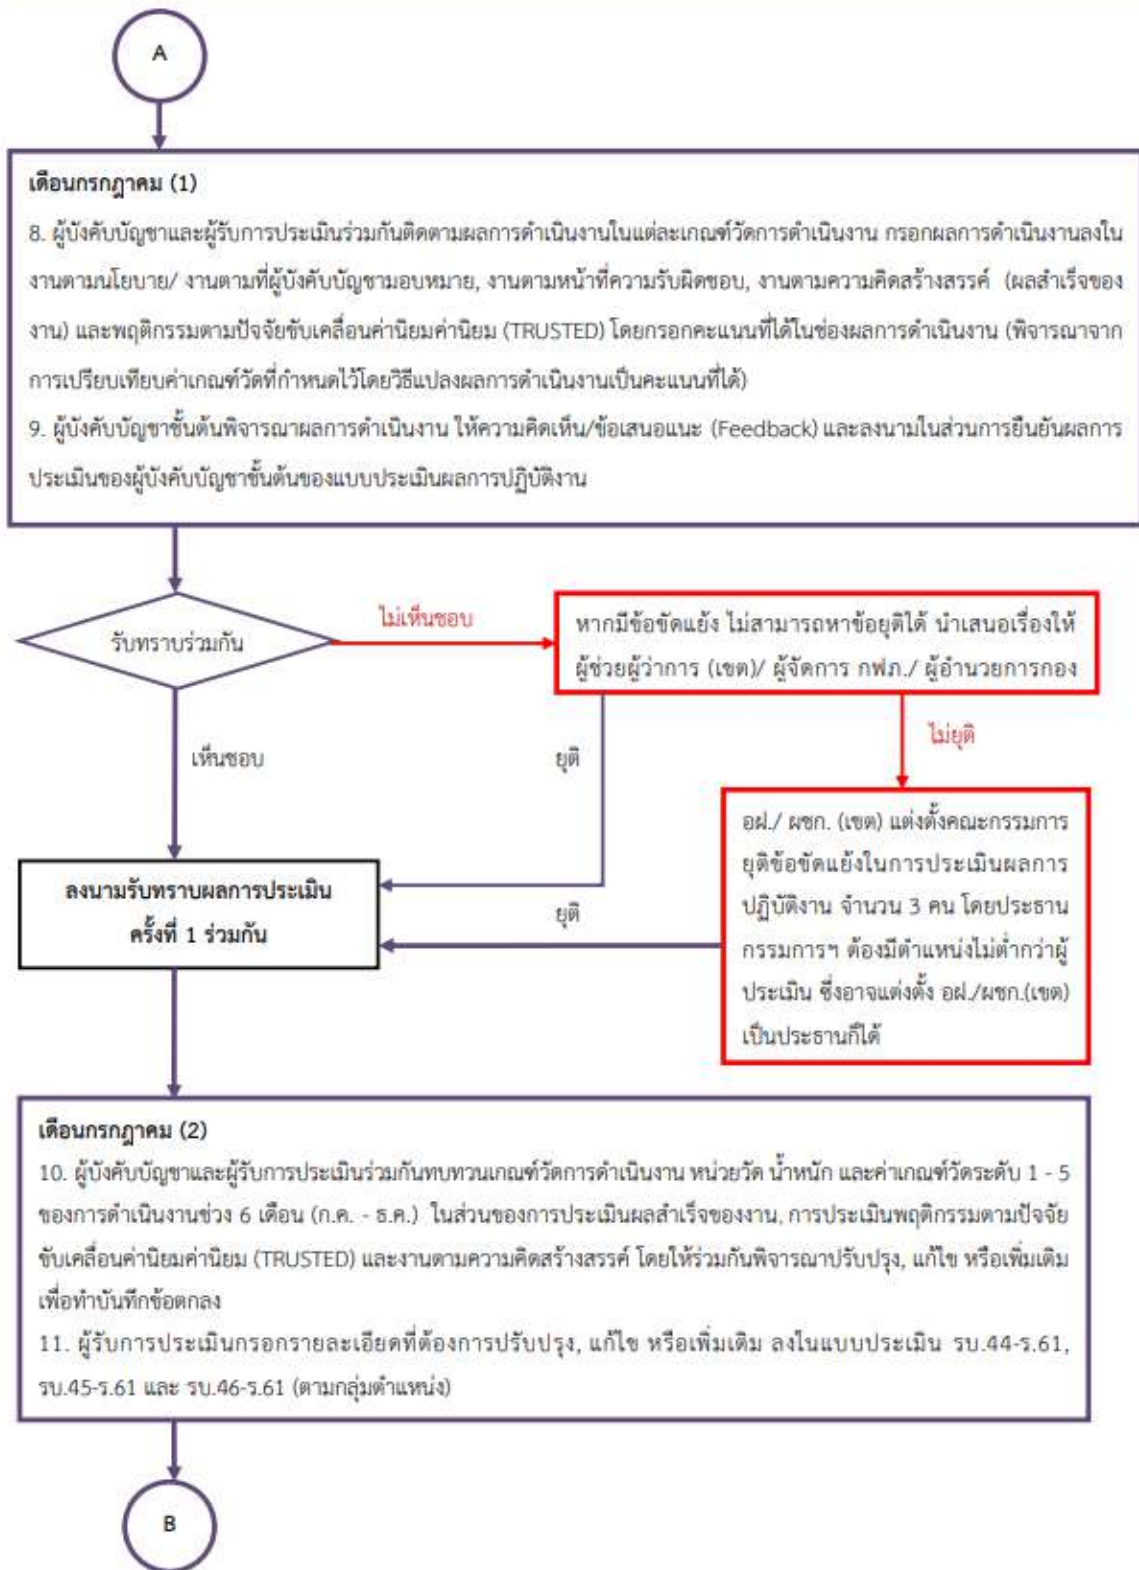 A
เดือนกรกฎาคม (1)
8. ผู้บังคับบัญชาและผู้รับการประเมินร่วมกันติดตามผลการดำเนินงานในแต่ละเกณฑ์วัดการดำเนินงาน กรอกผลการดำเนินงานลงใน
งานตามนโยบาย/ งานตามที่ผู้บังคับบัญชามอบหมาย, งานตามหน้าที่ความรับผิดชอบ, งานตามความคิดสร้างสรรค์ (ผลสำเร็จของ
งาน) และพฤติกรรมตามปัจจัยขับเคลื่อนค่านิยมค่านิยม (TRUSTED) โดยกรอกคะแนนที่ได้ในช่องผลการดำเนินงาน (พิจารณาจาก
การเปรียบเทียบค่าเกณฑ์วัดที่กำหนดไว้โดยวิธีแปลงผลการดำเนินงานเป็นคะแนนที่ได้)
9. ผู้บังคับบัญชาชั้นต้นพิจารณาผลการดำเนินงาน ให้ความคิดเห็น/ข้อเสนอแนะ (Feedback) และลงนามในส่วนการยืนยันผลการ
ประเมินของผู้บังคับบัญชาชั้นต้นของแบบประเมินผลการปฏิบัติงาน
รับทราบร่วมกัน
ไม่เห็นชอบ
หากมีข้อขัดแย้ง ไม่สามารถหาข้อยุติได้ นำเสนอเรื่องให้
ผู้ช่วยผู้ว่าการ (เขต)/ ผู้จัดการ กฟภ./ ผู้อำนวยการกอง
เห็นชอบ
ยุติ
ไม่ยุติ
อฝ./ ผชก. (เขต) แต่งตั้งคณะกรรมการ
ยุติข้อขัดแย้งในการประเมินผลการ
ปฏิบัติงาน จำนวน 3 คน โดยประธาน
กรรมการฯ ต้องมีตำแหน่งไม่ต่ำกว่าผู้
ประเมิน ซึ่งอาจแต่งตั้ง อฝ./ผชก.(เขต)
เป็นประธานก็ได้
ลงนามรับทราบผลการประเมิน
ครั้งที่ 1 ร่วมกัน
ยุติ
เดือนกรกฎาคม (2)
10. ผู้บังคับบัญชาและผู้รับการประเมินร่วมกันทบทวนเกณฑ์วัดการดำเนินงาน หน่วยวัด น้ำหนัก และค่าเกณฑ์วัดระดับ 1 - 5
ของการดำเนินงานช่วง 6 เดือน (ก.ค. - ธ.ค.) ในส่วนของการประเมินผลสำเร็จของงาน, การประเมินพฤติกรรมตามปัจจัย
ขับเคลื่อนค่านิยมค่านิยม (TRUSTED) และงานตามความคิดสร้างสรรค์ โดยให้ร่วมกันพิจารณาปรับปรุง, แก้ไข หรือเพิ่มเติม
เพื่อทำบันทึกข้อตกลง
11. ผู้รับการประเมินกรอกรายละเอียดที่ต้องการปรับปรุง, แก้ไข หรือเพิ่มเติม ลงในแบบประเมิน รบ.44-ร.61,
รบ.45-ร.61 และ รบ.46-ร.61 (ตามกลุ่มตำแหน่ง)
B